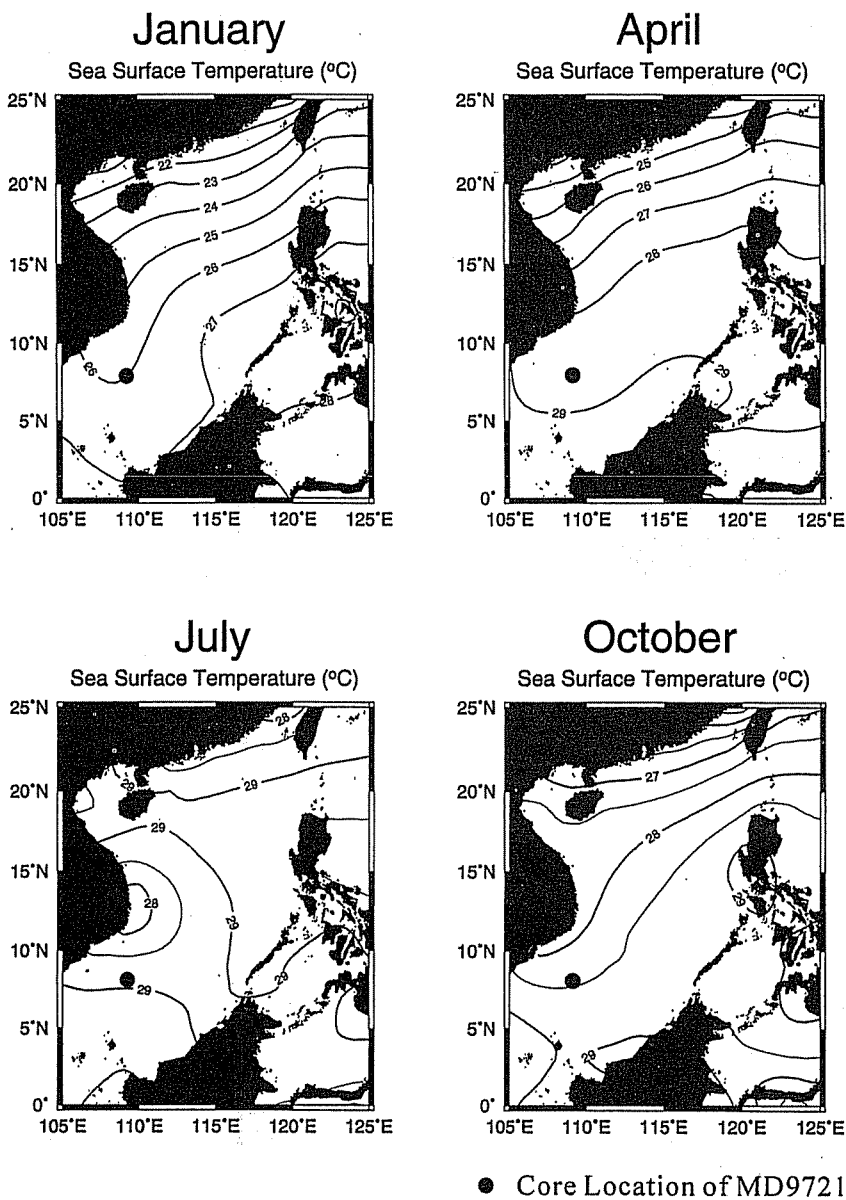 January
Sea Surface Temperature (ºC)
25˚N
20˚N
15˚N
10˚N
5˚N
0˚
105˚E 110˚E 115˚E 120˚E 125˚E
22
23
24
25
26
27
26
28
April
Sea Surface Temperature (ºC)
25˚N
20˚N
15˚N
10˚N
5˚N
0˚
105˚E 110˚E 115˚E 120˚E 125˚E
25
26
27
28
29
29
July
Sea Surface Temperature (ºC)
25˚N
20˚N
15˚N
10˚N
5˚N
0˚
105˚E 110˚E 115˚E 120˚E 125˚E
28
29
29
29
28
29
29
29
October
Sea Surface Temperature (ºC)
25˚N
20˚N
15˚N
10˚N
5˚N
0˚
105˚E 110˚E 115˚E 120˚E 125˚E
27
28
29
Core Location of MD9721